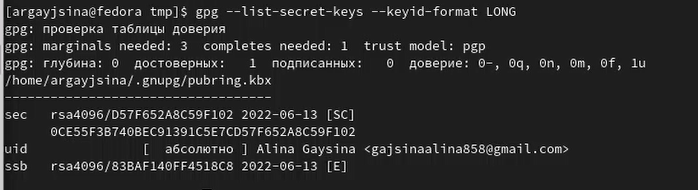 [argayjsina@fedora tmp]$ gpg --list-secret-keys --keyid-format LONG
gpg: проверка таблицы доверия
gpg: marginals needed: 3  completes needed: 1  trust model: pgp
gpg: глубина: 0  достоверных:   1  подписанных:   0  доверие: 0-, 0q, 0n, 0m, 0f, 1u
/home/argayjsina/.gnupg/pubring.kbx
-----------------------------------
sec   rsa4096/D57F652A8C59F102 2022-06-13 [SC]
      0CE55F3B740BEC91391C5E7CD57F652A8C59F102
uid              [  абсолютно ] Alina Gaysina <gajsinaalina858@gmail.com>
ssb   rsa4096/83BAF140FF4518C8 2022-06-13 [E]